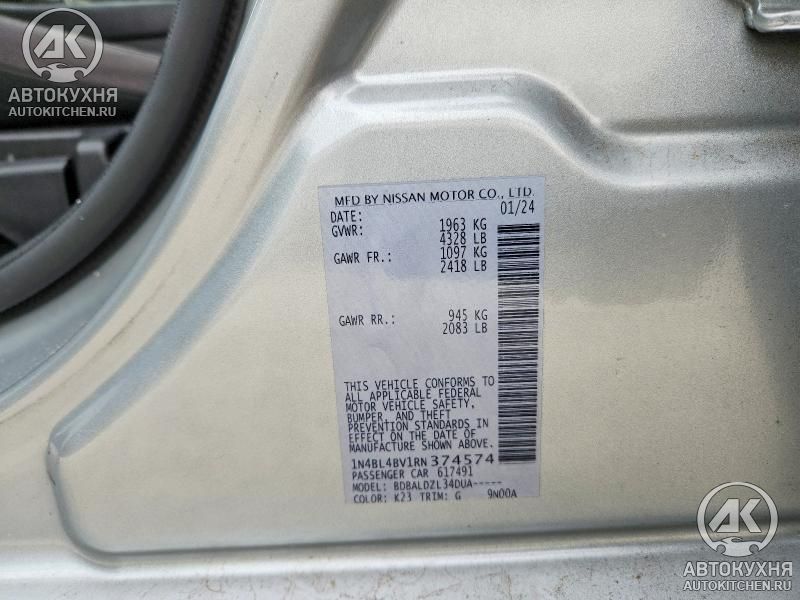 AK
АВТОКУХНЯ
AUTOKITCHEN.RU
MFD BY NISSAN MOTOR CO., LTD.
DATE: 01/24
GVWR: 1963 KG
4328 LB
GAWR FR.: 1097 KG
2418 LB
GAWR RR.: 945 KG
2083 LB
THIS VEHICLE CONFORMS TO
ALL APPLICABLE FEDERAL
MOTOR VEHICLE SAFETY,
BUMPER, AND THEFT
PREVENTION STANDARDS IN
EFFECT ON THE DATE OF
MANUFACTURE SHOWN ABOVE.
1N4BL4BV1RN374574
PASSENGER CAR 617491
MODEL: BDBALDZL34DUA-----
COLOR: K23 TRIM: G 9N00A
AK
АВТОКУХНЯ
AUTOKITCHEN.RU